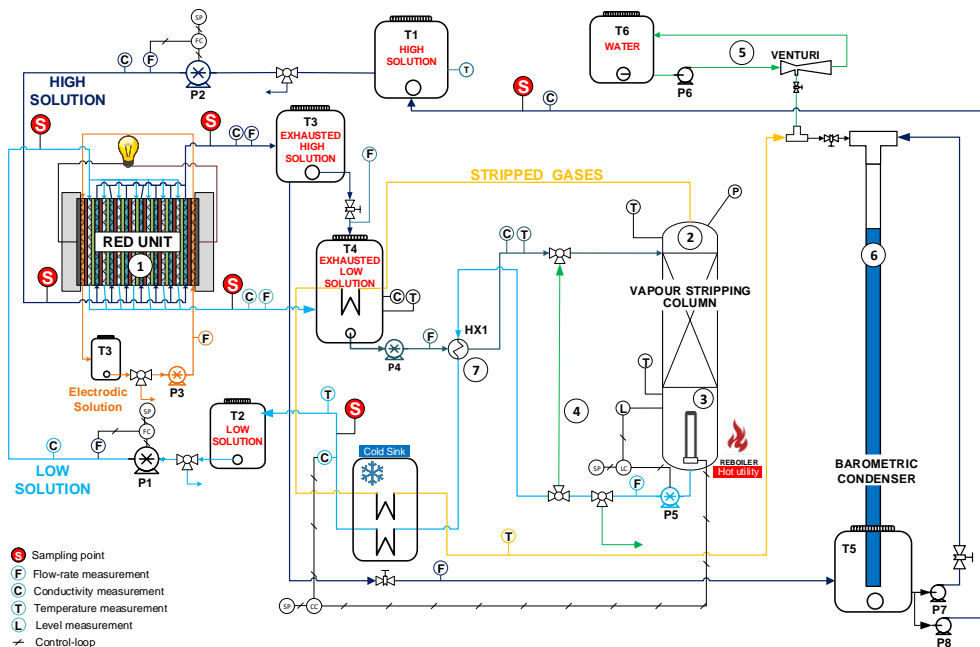 SP
FC
C
F
P2
T1
HIGH
SOLUTION
T
T6
WATER
P6
5
VENTURI
HIGH
SOLUTION
S
S
C
F
T3
EXHAUSTED
HIGH
SOLUTION
F
S
C
STRIPPED GASES
RED UNIT
1
S
S
C
F
T4
EXHAUSTED
LOW
SOLUTION
C
T
C
T
T
P
2
VAPOUR STRIPPING
COLUMN
6
P4
F
HX1
7
T
3
L
4
SP
LC
F
P5
REBOILER
Hot utility
T3
P3
F
Electrodic
Solution
SP
FC
C
F
P1
LOW
SOLUTION
T2
LOW
SOLUTION
T
S
C
Cold Sink
T
F
SP
CC
BAROMETRIC
CONDENSER
T5
P7
P8
S Sampling point
F Flow-rate measurement
C Conductivity measurement
T Temperature measurement
L Level measurement
Control-loop